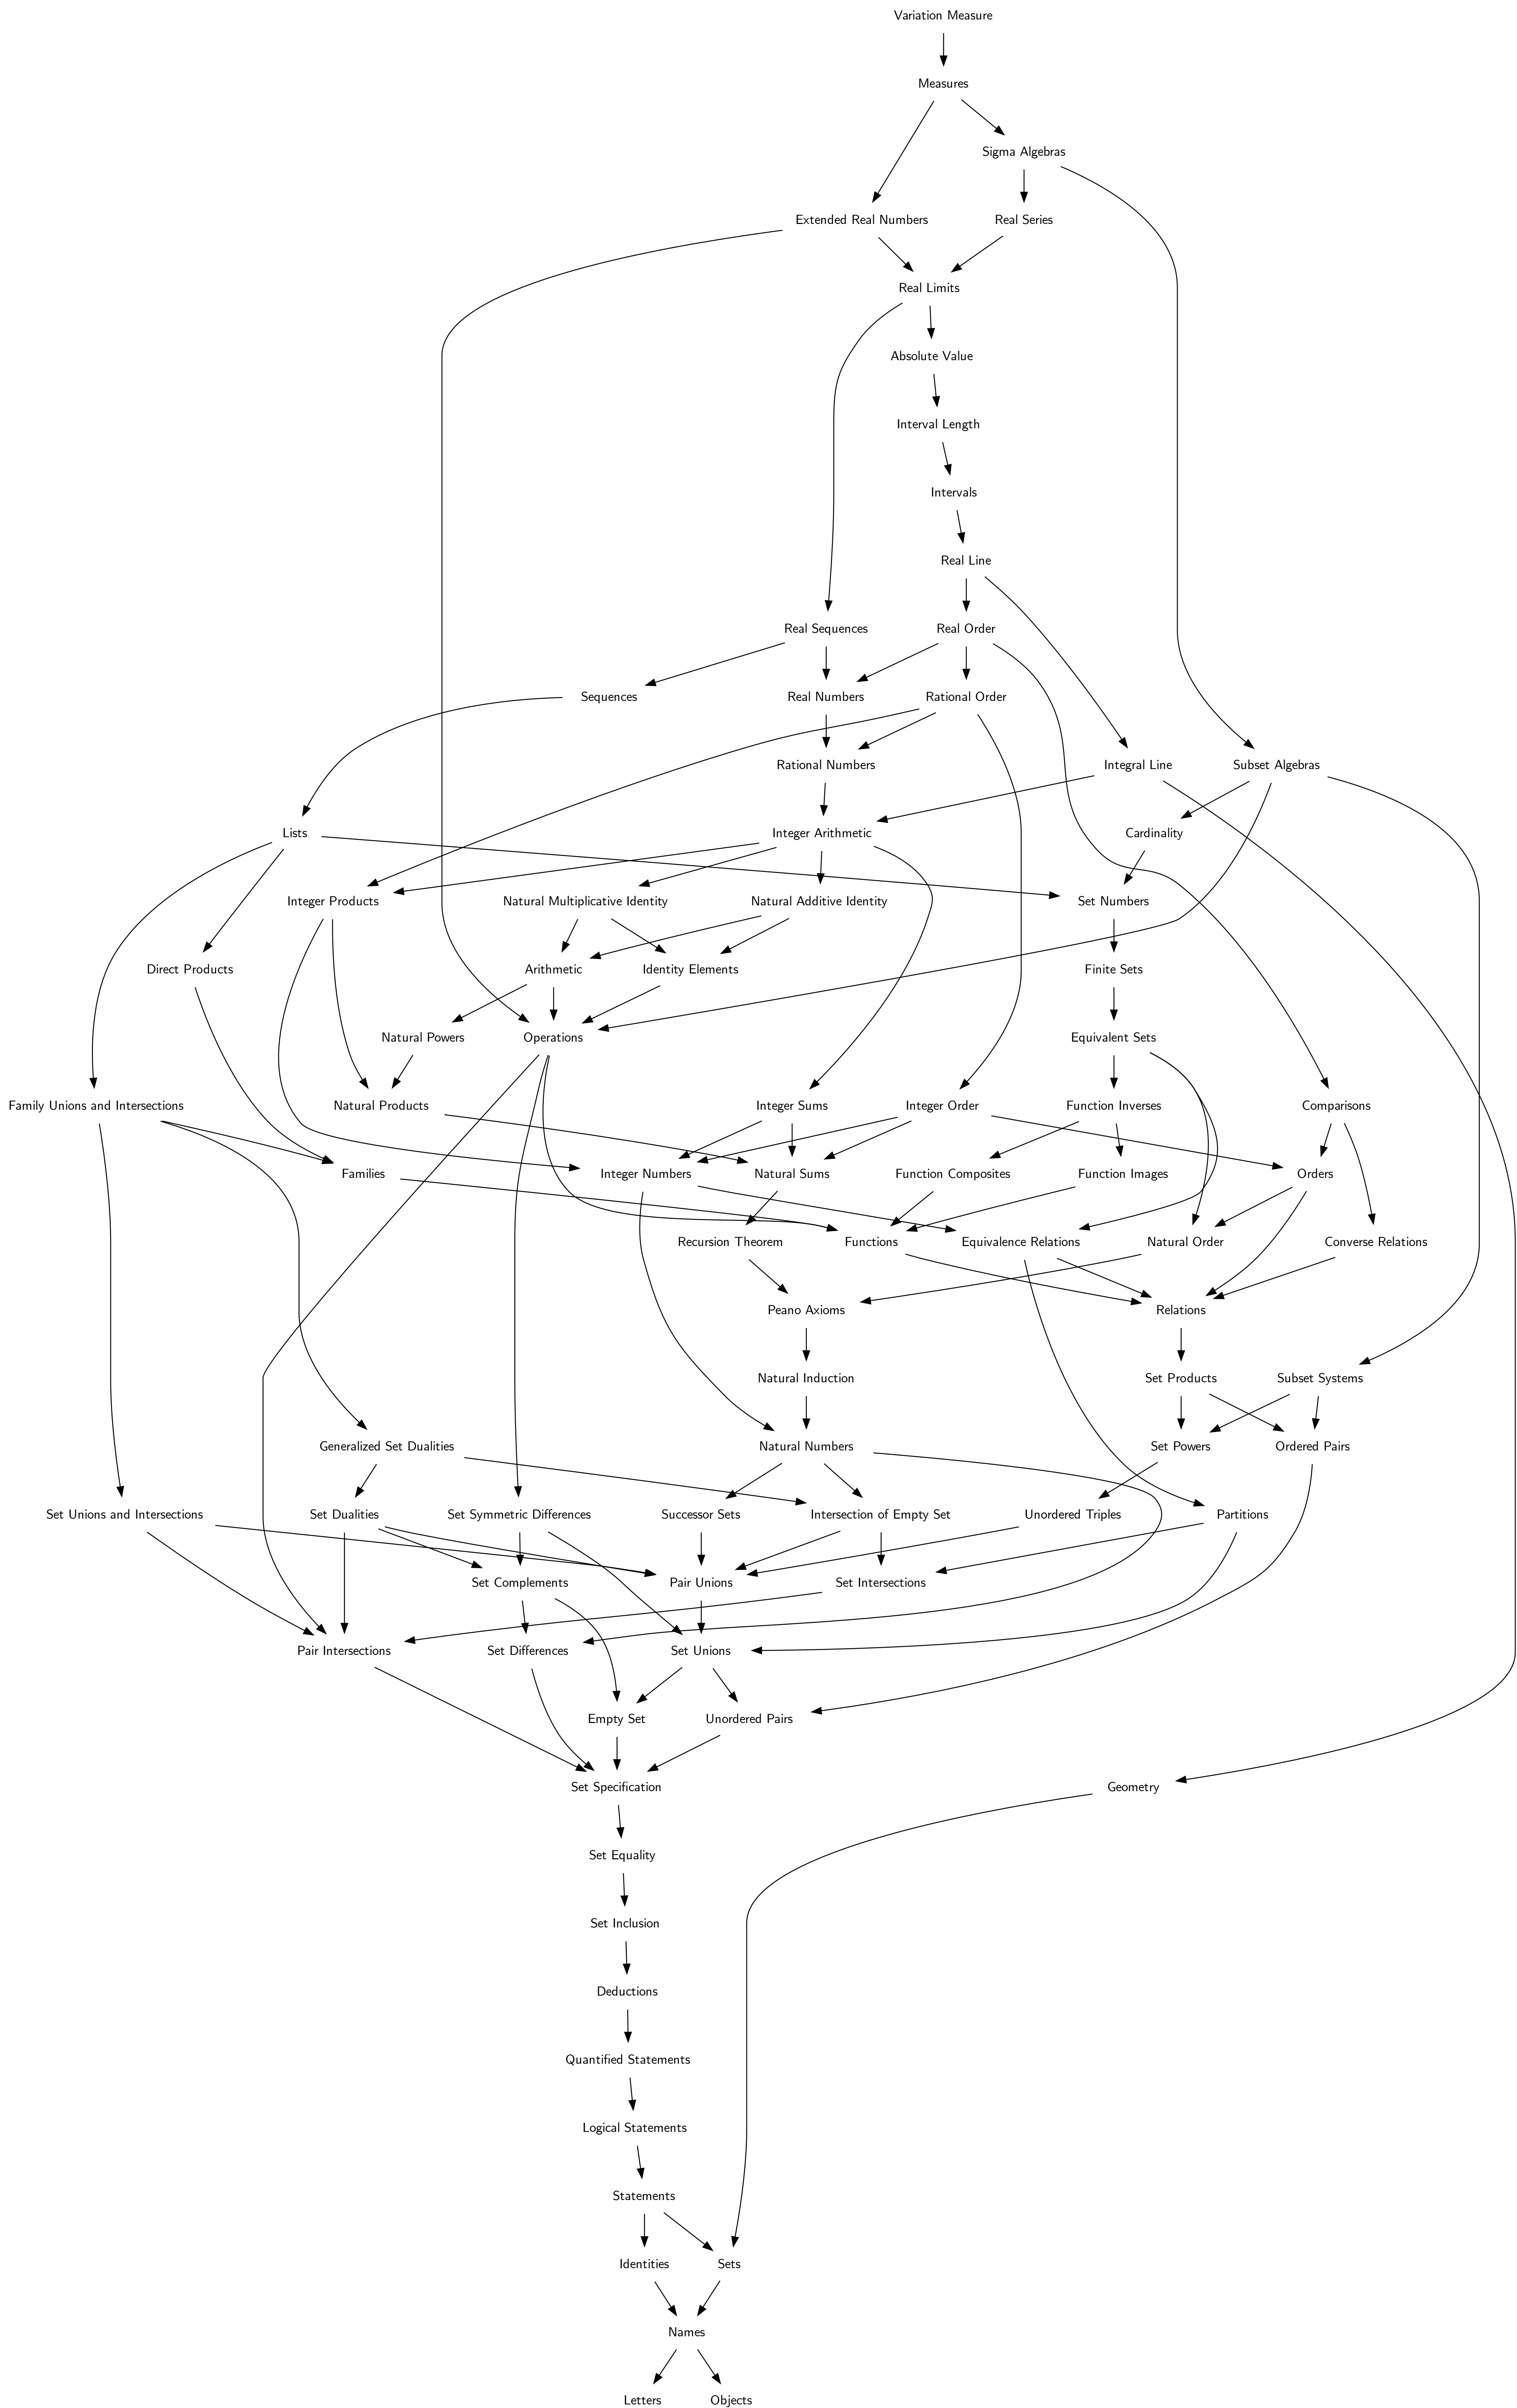 Variation Measure
Measures
Sigma Algebras
Extended Real Numbers
Real Series
Real Limits
Absolute Value
Interval Length
Intervals
Real Line
Real Sequences
Real Order
Sequences
Real Numbers
Rational Order
Rational Numbers
Integral Line
Subset Algebras
Lists
Integer Arithmetic
Cardinality
Integer Products
Natural Multiplicative Identity
Natural Additive Identity
Set Numbers
Direct Products
Arithmetic
Identity Elements
Finite Sets
Natural Powers
Operations
Equivalent Sets
Family Unions and Intersections
Natural Products
Integer Sums
Integer Order
Function Inverses
Comparisons
Families
Integer Numbers
Natural Sums
Function Composites
Function Images
Orders
Recursion Theorem
Functions
Equivalence Relations
Natural Order
Converse Relations
Peano Axioms
Relations
Natural Induction
Set Products
Subset Systems
Generalized Set Dualities
Natural Numbers
Set Powers
Ordered Pairs
Set Unions and Intersections
Set Dualities
Set Symmetric Differences
Successor Sets
Intersection of Empty Set
Unordered Triples
Partitions
Set Complements
Pair Unions
Set Intersections
Pair Intersections
Set Differences
Set Unions
Empty Set
Unordered Pairs
Set Specification
Geometry
Set Equality
Set Inclusion
Deductions
Quantified Statements
Logical Statements
Statements
Identities
Sets
Names
Letters
Objects